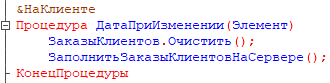 &НаКлиенте
Процедура ДатаПриИзменении(Элемент)
ЗаказыКлиентов.Очистить();
ЗаполнитьЗаказыКлиентовНаСервере();
КонецПроцедуры